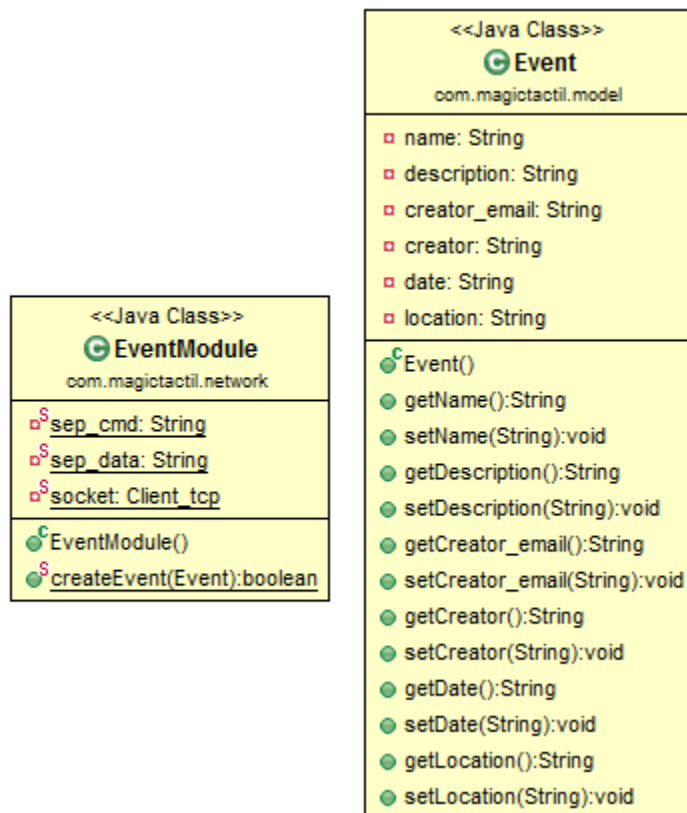 <<Java Class>>
Event
com.magictactil.model
name: String
description: String
creator_email: String
creator: String
date: String
location: String
Event()
getName():String
setName(String):void
getDescription():String
setDescription(String):void
getCreator_email():String
setCreator_email(String):void
getCreator():String
setCreator(String):void
getDate():String
setDate(String):void
getLocation():String
setLocation(String):void
<<Java Class>>
EventModule
com.magictactil.network
sep_cmd: String
sep_data: String
socket: Client_tcp
EventModule()
createEvent(Event):boolean